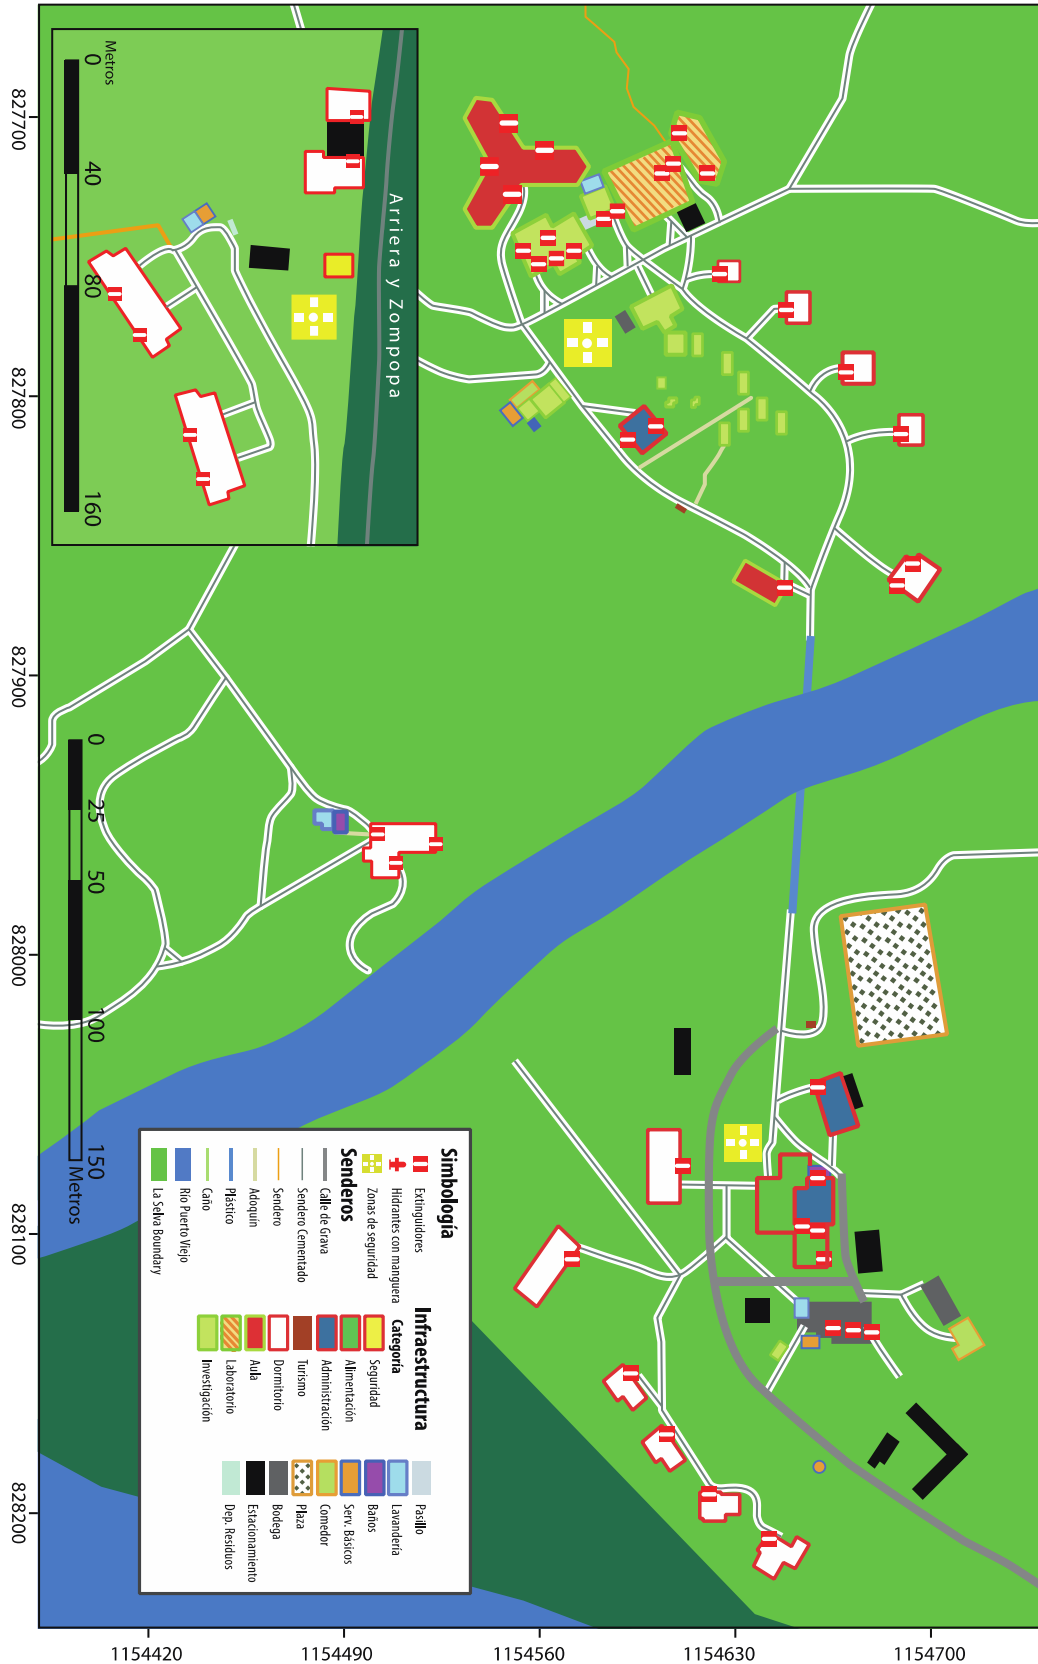 Metros
0
40
80
160
Arriera y Zompopa
827700
827800
827900
828000
828100
828200
0
25
50
100
150
Metros
Simbología
Extinguidores
Hidrantes con manguera
Zonas de seguridad
Senderos
Calle de Grava
Sendero Cementado
Sendero
Adoquín
Plástico
Caño
Río Puerto Viejo
La Selva Boundary
Infraestructura
Categoría
Seguridad
Alimentación
Administración
Turismo
Dormitorio
Aula
Laboratorio
Investigación
Pasillo
Lavandería
Baños
Serv. Básicos
Comedor
Plaza
Bodega
Estacionamiento
Dep. Residuos
1154420
1154490
1154560
1154630
1154700